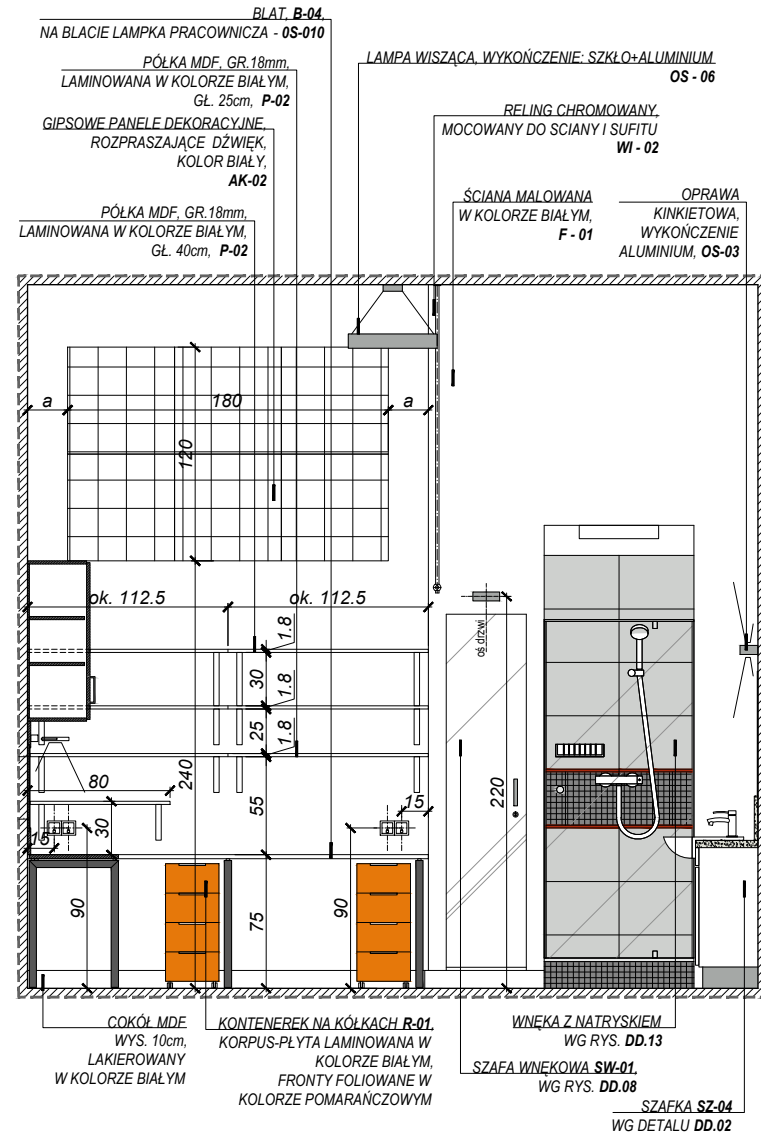 BLAT, B-04,
NA BLACIE LAMPKA PRACOWNICZA - 0S-010
PÓŁKA MDF, GR.18mm,
LAMINOWANA W KOLORZE BIAŁYM,
GŁ. 25cm, P-02
GIPSOWE PANELE DEKORACYJNE,
ROZPRASZAJĄCE DŹWIĘK,
KOLOR BIAŁY,
AK-02
PÓŁKA MDF, GR.18mm,
LAMINOWANA W KOLORZE BIAŁYM,
GŁ. 40cm, P-02
LAMPA WISZĄCA, WYKOŃCZENIE: SZKŁO+ALUMINIUM
OS - 06
RELING CHROMOWANY,
MOCOWANY DO SCIANY I SUFITU
WI - 02
ŚCIANA MALOWANA
W KOLORZE BIAŁYM,
F - 01
OPRAWA
KINKIETOWA,
WYKOŃCZENIE
ALUMINIUM, OS-03
a
180
a
120
ok. 112.5
ok. 112.5
oś drzwi
1.8
30
1.8
25
1.8
80
240
55
15
220
15
30
90
75
90
COKÓŁ MDF
WYS. 10cm,
LAKIEROWANY
W KOLORZE BIAŁYM
KONTENEREK NA KÓŁKACH R-01,
KORPUS-PŁYTA LAMINOWANA W
KOLORZE BIAŁYM,
FRONTY FOLIOWANE W
KOLORZE POMARAŃCZOWYM
WNĘKA Z NATRYSKIEM
WG RYS. DD.13
SZAFA WNĘKOWA SW-01,
WG RYS. DD.08
SZAFKA SZ-04
WG DETALU DD.02